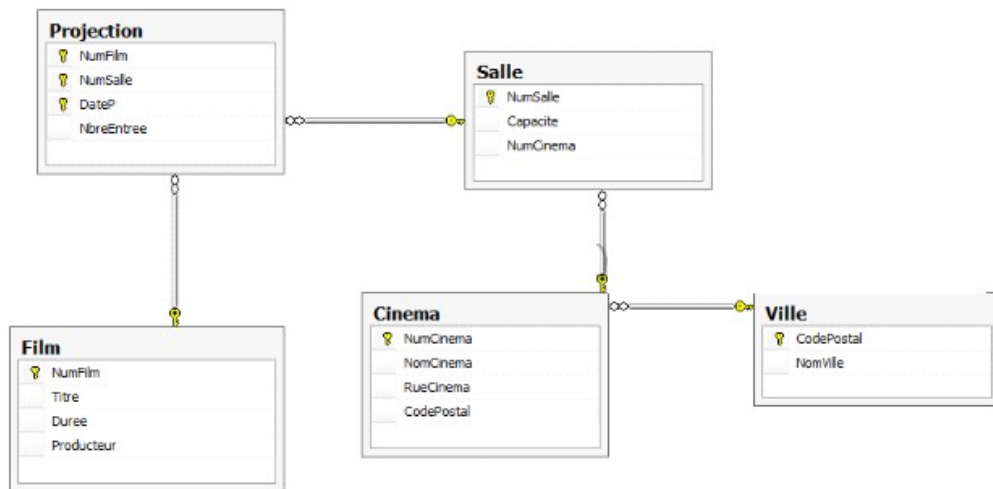 Projection
NumFilm
NumSalle
DateP
NbreEntree
Salle
NumSalle
Capacite
NumCinema
Film
NumFilm
Titre
Duree
Producteur
Cinema
NumCinema
NomCinema
RueCinema
CodePostal
Ville
CodePostal
NomVille